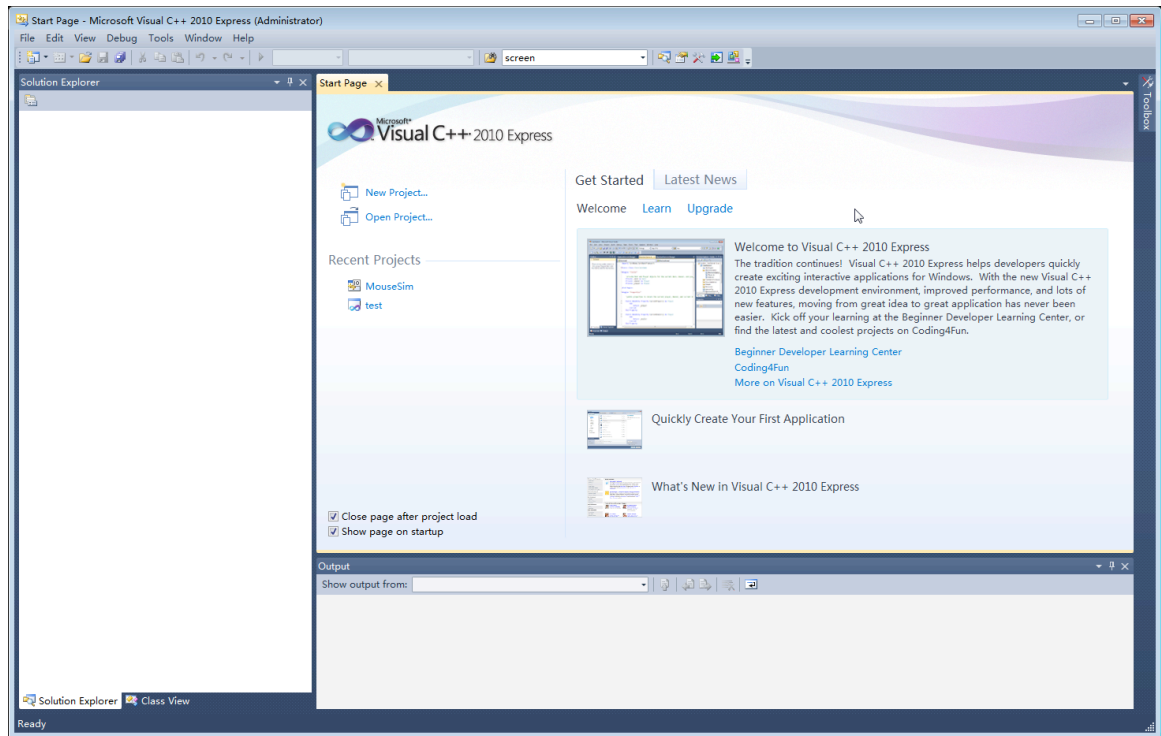 Start Page - Microsoft Visual C++ 2010 Express (Administrator)
File Edit View Debug Tools Window Help
screen
Solution Explorer
Start Page
Toolbox
Microsoft®
Visual C++ 2010 Express
New Project...
Open Project...
Recent Projects
MouseSim
test
Close page after project load
Show page on startup
Get Started Latest News
Welcome Learn Upgrade
Welcome to Visual C++ 2010 Express
The tradition continues! Visual C++ 2010 Express helps developers quickly
create exciting interactive applications for Windows. With the new Visual C++
2010 Express development environment, improved performance, and lots of
new features, moving from great idea to great application has never been
easier. Kick off your learning at the Beginner Developer Learning Center, or
find the latest and coolest projects on Coding4Fun.
Beginner Developer Learning Center
Coding4Fun
More on Visual C++ 2010 Express
Quickly Create Your First Application
What's New in Visual C++ 2010 Express
Output
Show output from:
Solution Explorer Class View
Ready